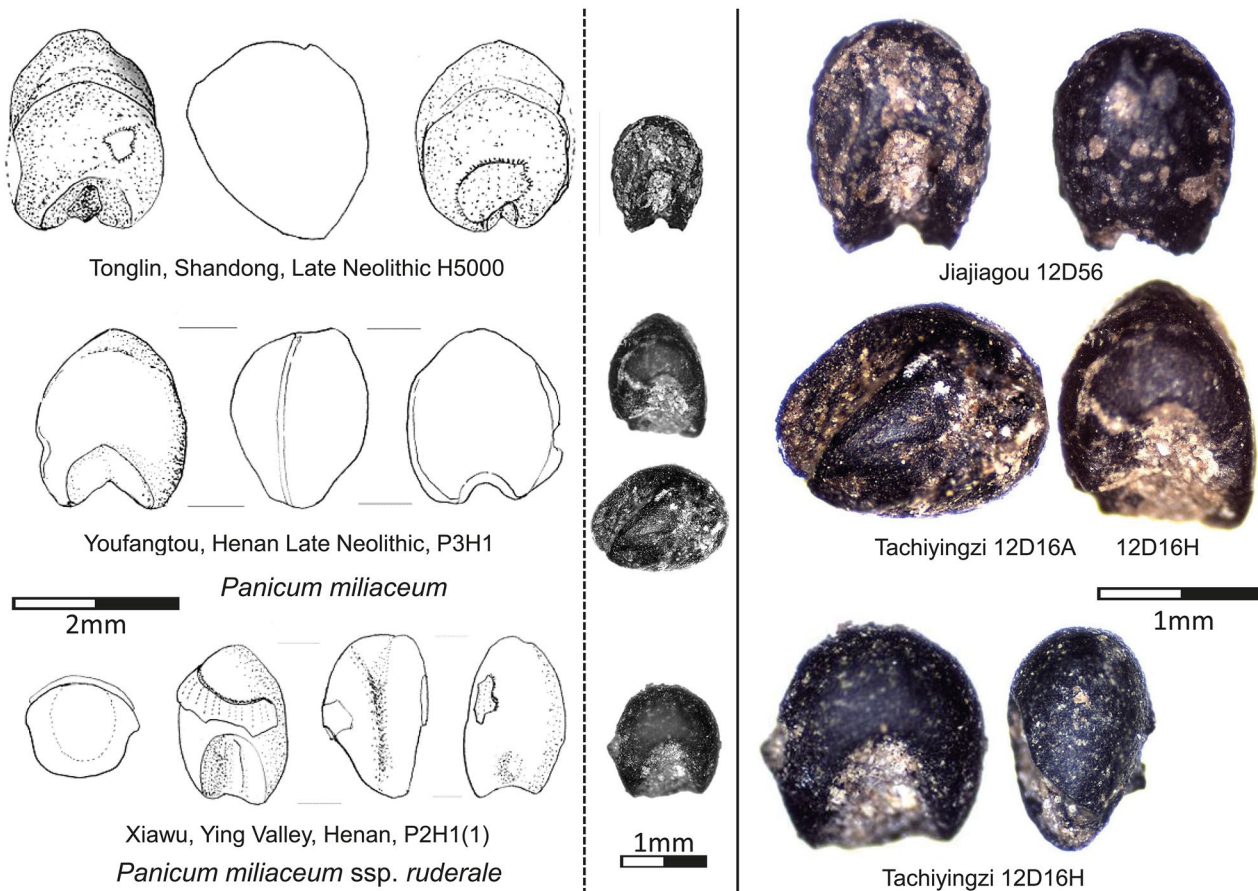 Tonglin, Shandong, Late Neolithic H5000
Youfangtou, Henan Late Neolithic, P3H1
Panicum miliaceum
2mm
Xiawu, Ying Valley, Henan, P2H1(1)
Panicum miliaceum ssp. ruderale
1mm
Jiajiagou 12D56
Tachiyingzi 12D16A 12D16H
1mm
Tachiyingzi 12D16H